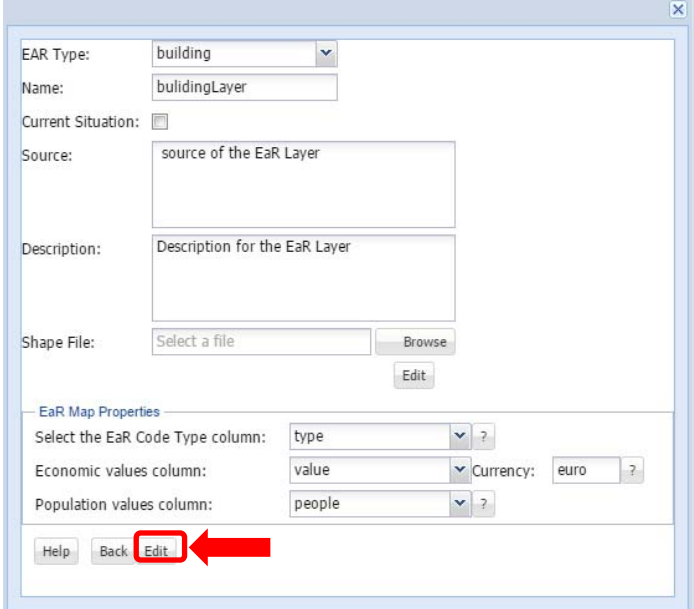 EAR Type: building
Name: bulidingLayer
Current Situation:
Source: source of the EaR Layer
Description: Description for the EaR Layer
Shape File: Select a file Browse
Edit
EaR Map Properties
Select the EaR Code Type column: type ?
Economic values column: value Currency: euro ?
Population values column: people ?
Help Back Edit